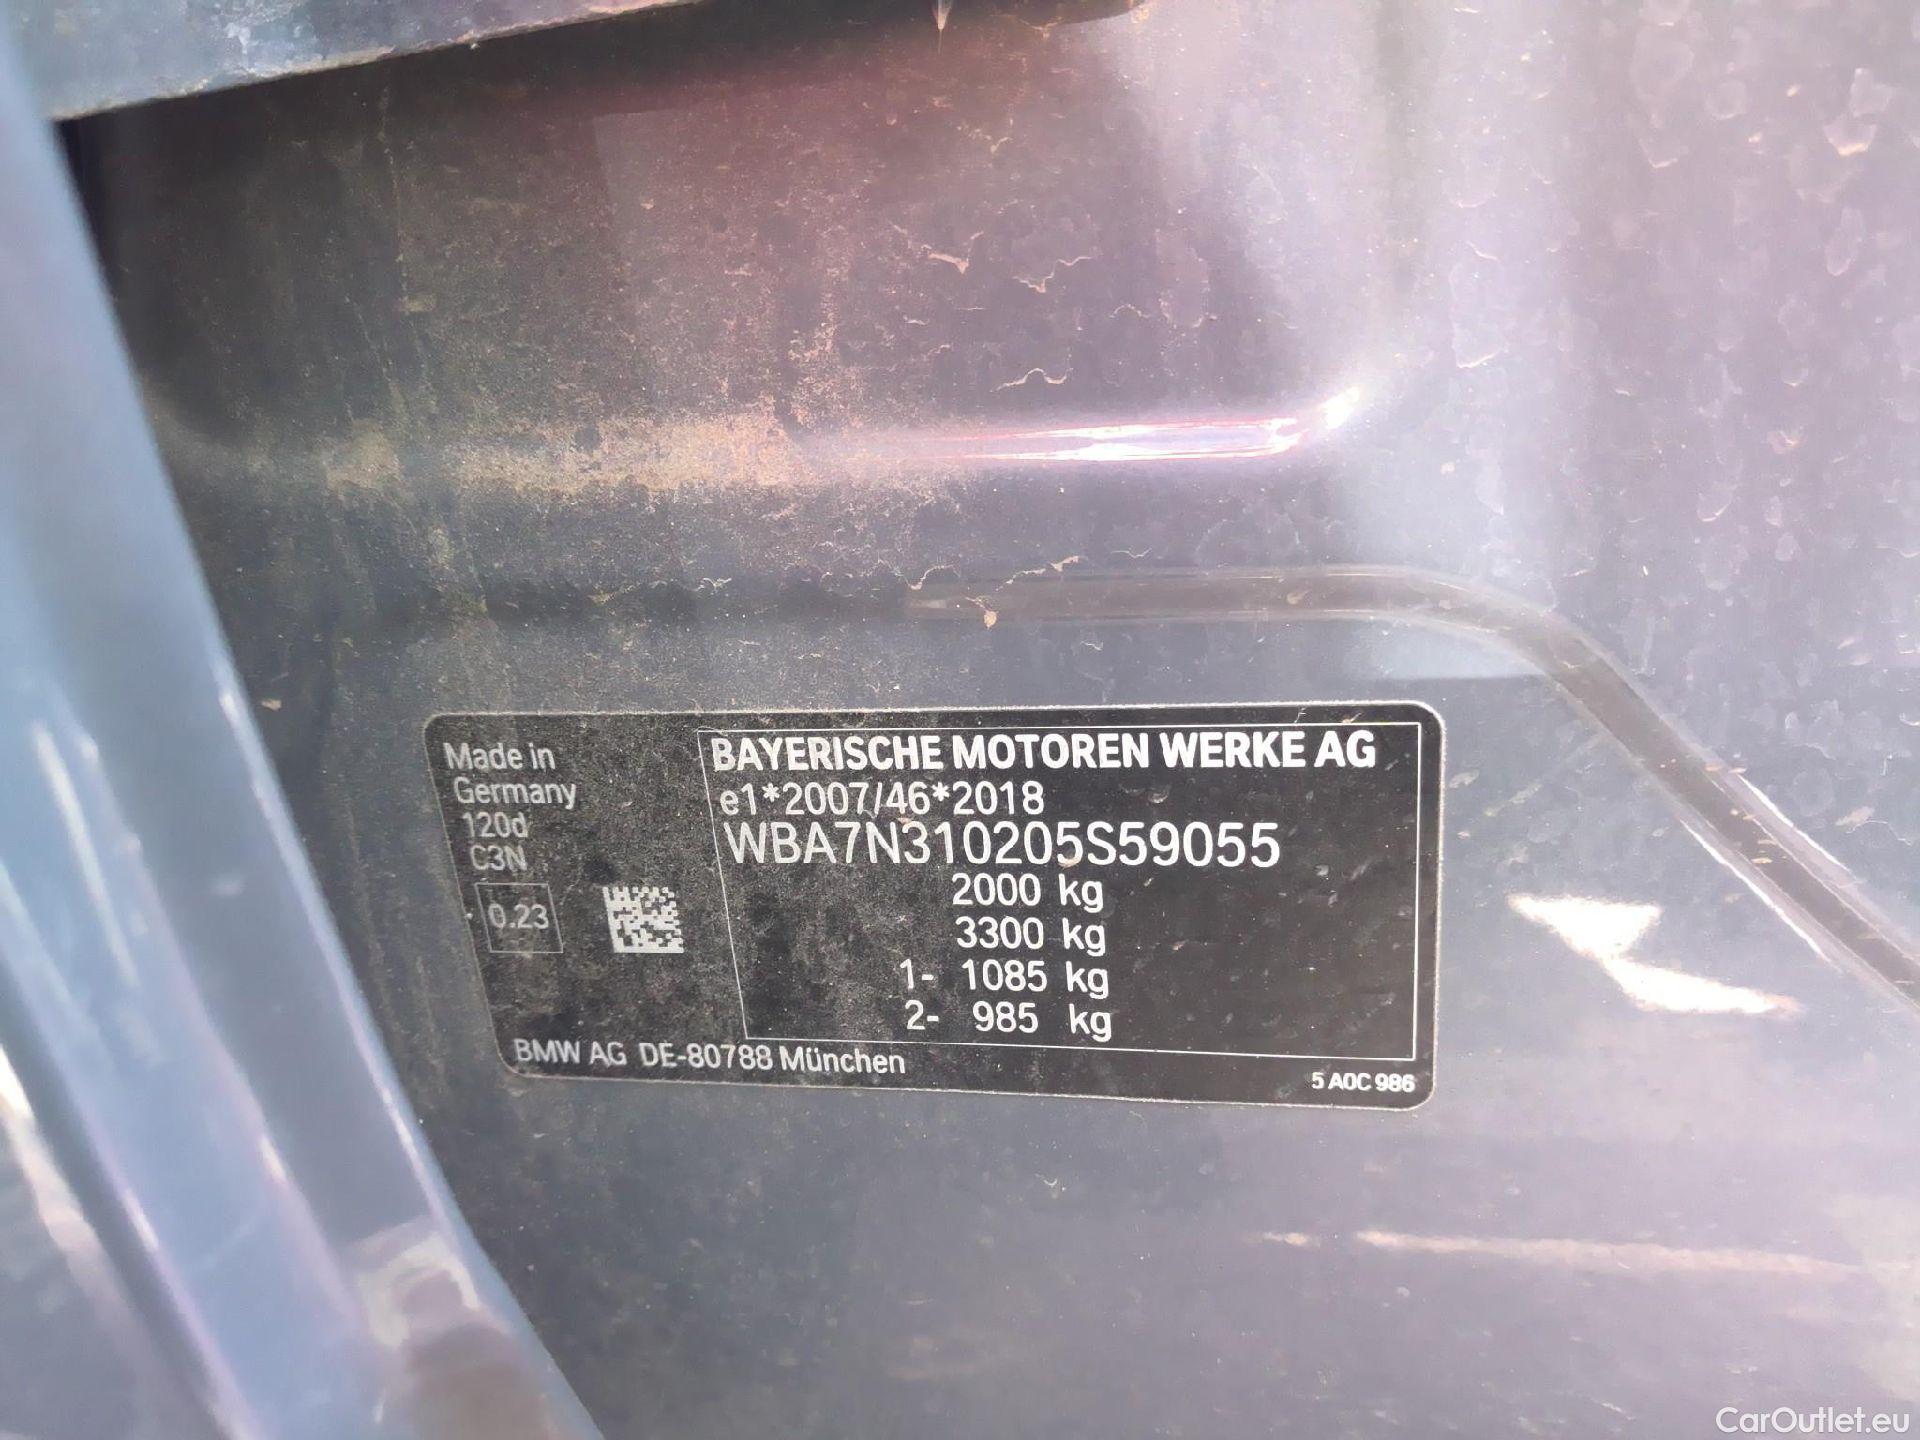 Made in
Germany
120d
C3N
0.23
BAYERISCHE MOTOREN WERKE AG
e1*2007/46*2018
WBA7N310205S59055
2000 kg
3300 kg
1- 1085 kg
2- 985 kg
BMW AG DE-80788 München
5 A0C 986
CarOutlet.eu